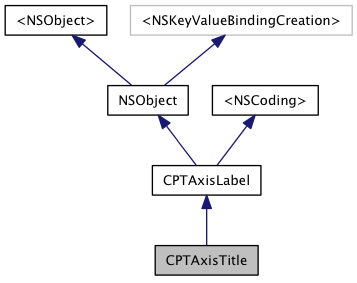 <NSObject>
<NSKeyValueBindingCreation>
NSObject
<NSCoding>
CPTAxisLabel
CPTAxisTitle